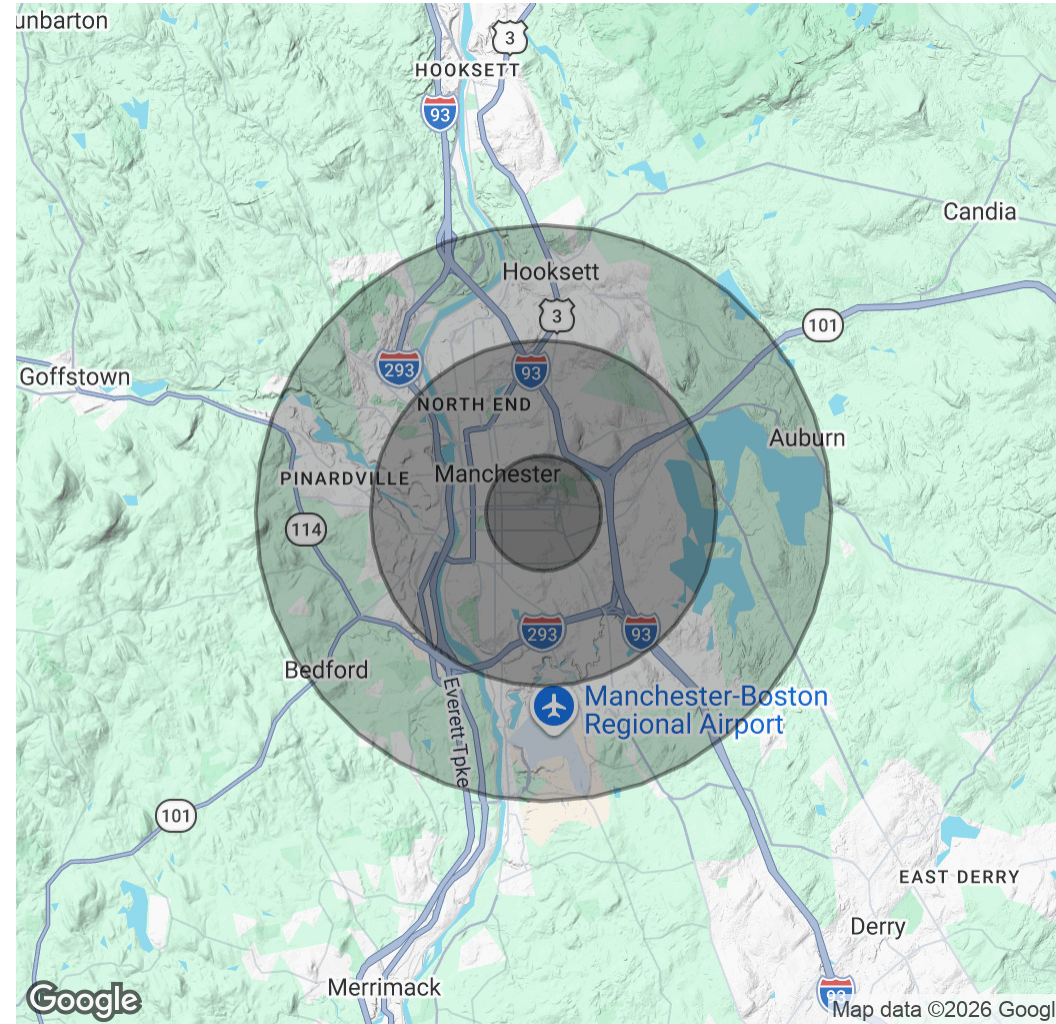 unbarton
3
HOOKSETT
93
Candia
Hooksett
3
101
293
93
Goffstown
NORTH END
Auburn
Manchester
PINARDVILLE
114
293
93
Bedford
Everett Tpke
Manchester-Boston
Regional Airport
101
EAST DERRY
Derry
Merrimack
93
Google
Map data ©2026 Googl